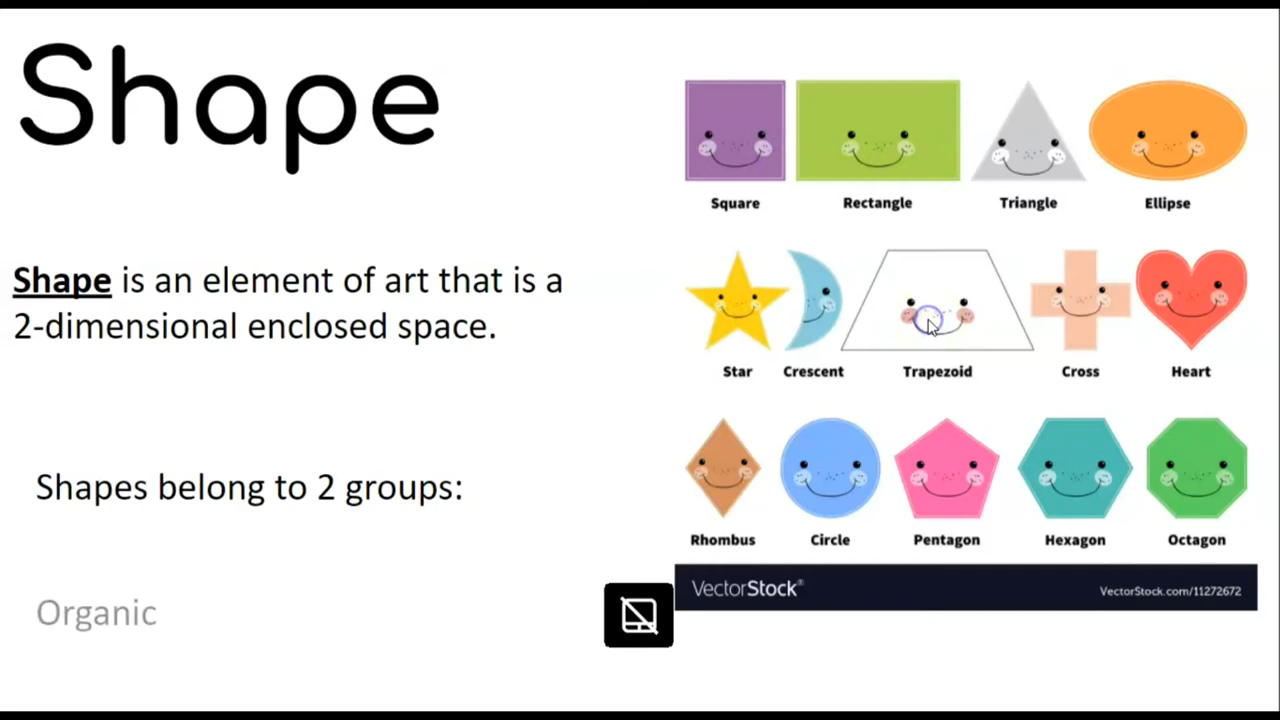 Shape
Shape is an element of art that is a
2-dimensional enclosed space.
Shapes belong to 2 groups:
Organic
Square Rectangle Triangle Ellipse
Star Crescent Trapezoid Cross Heart
Rhombus Circle Pentagon Hexagon Octagon
VectorStock® VectorStock.com/11272672